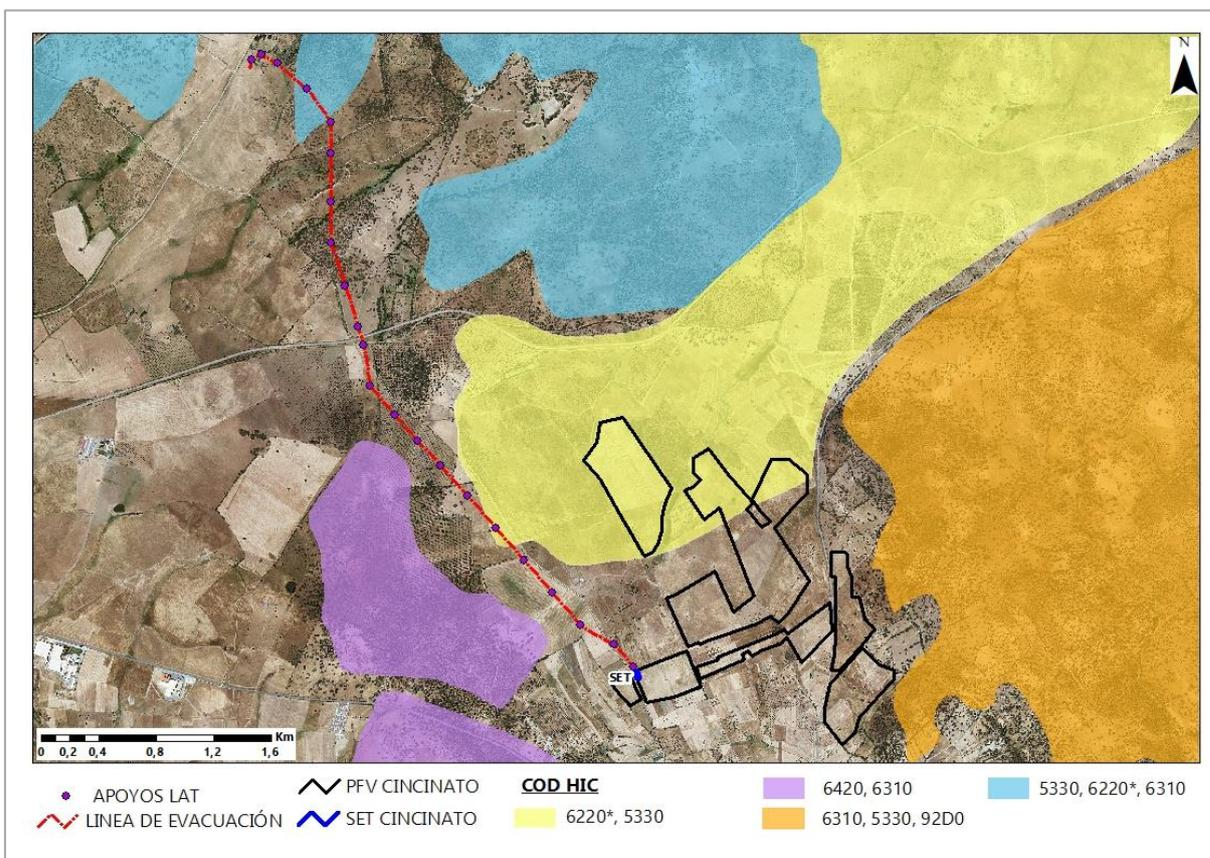 N
SET
Km
0 0,2 0,4 0,8 1,2 1,6
APOYOS LAT
LINEA DE EVACUACIÓN
PFV CINCINATO
SET CINCINATO
COD HIC
6220*, 5330
6420, 6310
6310, 5330, 92D0
5330, 6220*, 6310